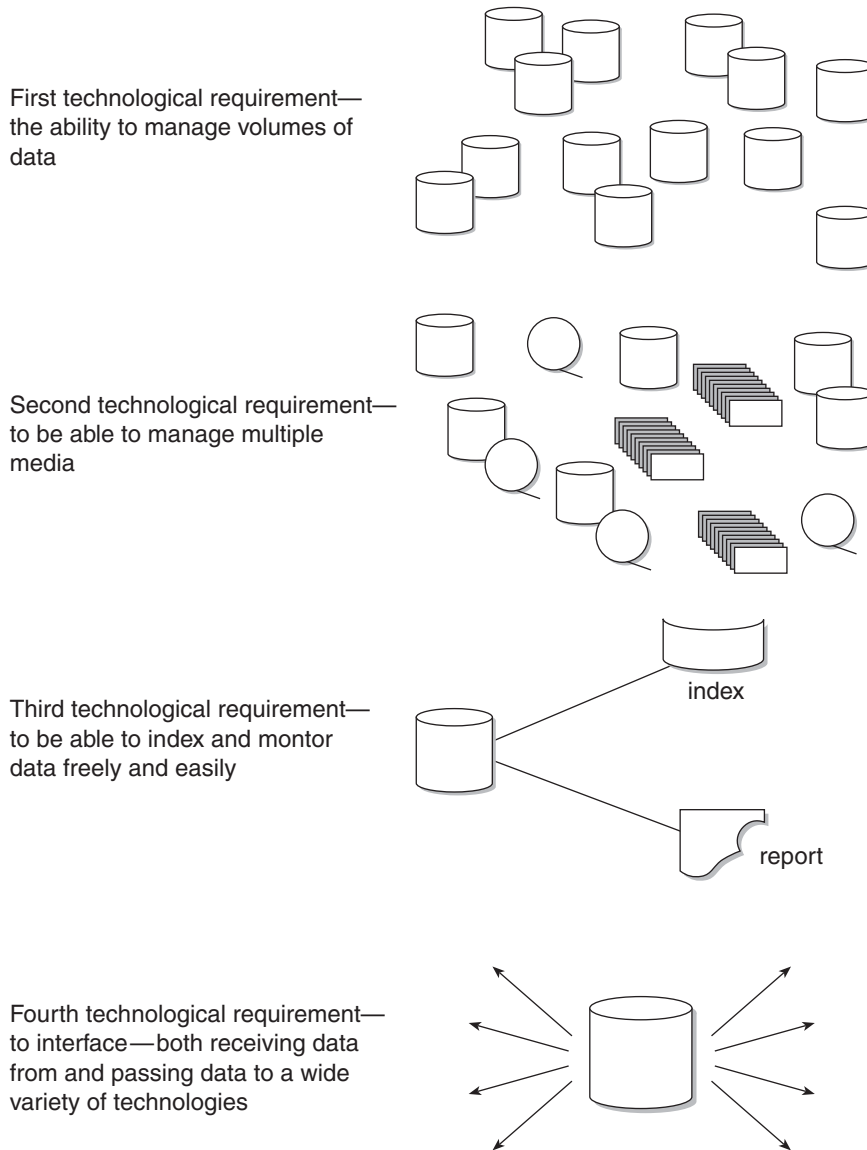 First technological requirement—
the ability to manage volumes of
data
Second technological requirement—
to be able to manage multiple
media
Third technological requirement—
to be able to index and montor
data freely and easily
index
report
Fourth technological requirement—
to interface—both receiving data
from and passing data to a wide
variety of technologies